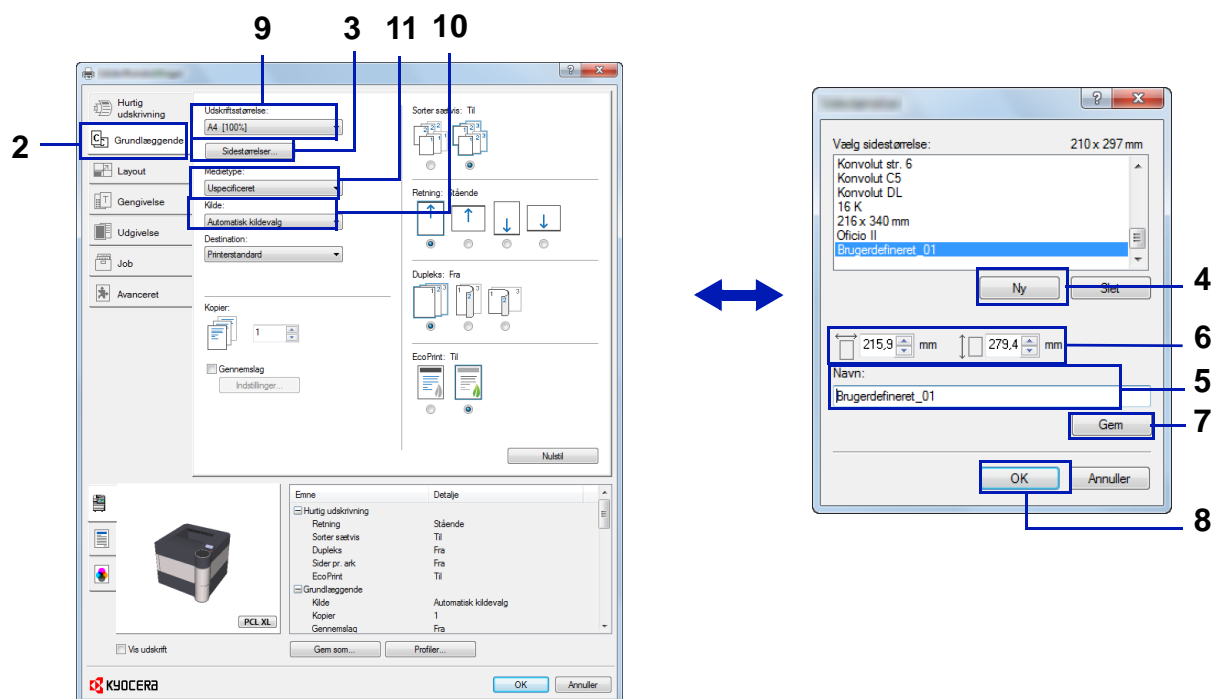 9
3
11
10
2
Hurtig
udskrivning
Grundlæggende
Layout
Gengivelse
Udgivelse
Job
Avanceret
Udskriftsstørrelse:
A4 [100%]
Sidestørrelser...
Medietype:
Uspecificeret
Kilde:
Automatisk kildevalg
Destination:
Printerstandard
Kopier:
1
Gennemslag
Indstillinger...
Sorter sætvis: Til
Retning: Stående
Dupleks: Fra
EcoPrint: Til
Nulstil
PCL XL
Vis udskrift
Emne Detalje
Hurtig udskrivning
Retning Stående
Sorter sætvis Til
Dupleks Fra
Sider pr. ark Fra
EcoPrint Til
Grundlæggende
Kilde Automatisk kildevalg
Kopier 1
Gennemslag Fra
Gem som... Profiler...
KYOCERA
OK Annuller
Vælg sidestørrelse: 210 x 297 mm
Konvolut str. 6
Konvolut C5
Konvolut DL
16 K
216 x 340 mm
Oficio II
Brugerdefineret_01
Ny Slet
4
215,9 mm 279,4 mm
6
Navn:
Brugerdefineret_01
5
Gem
7
OK Annuller
8